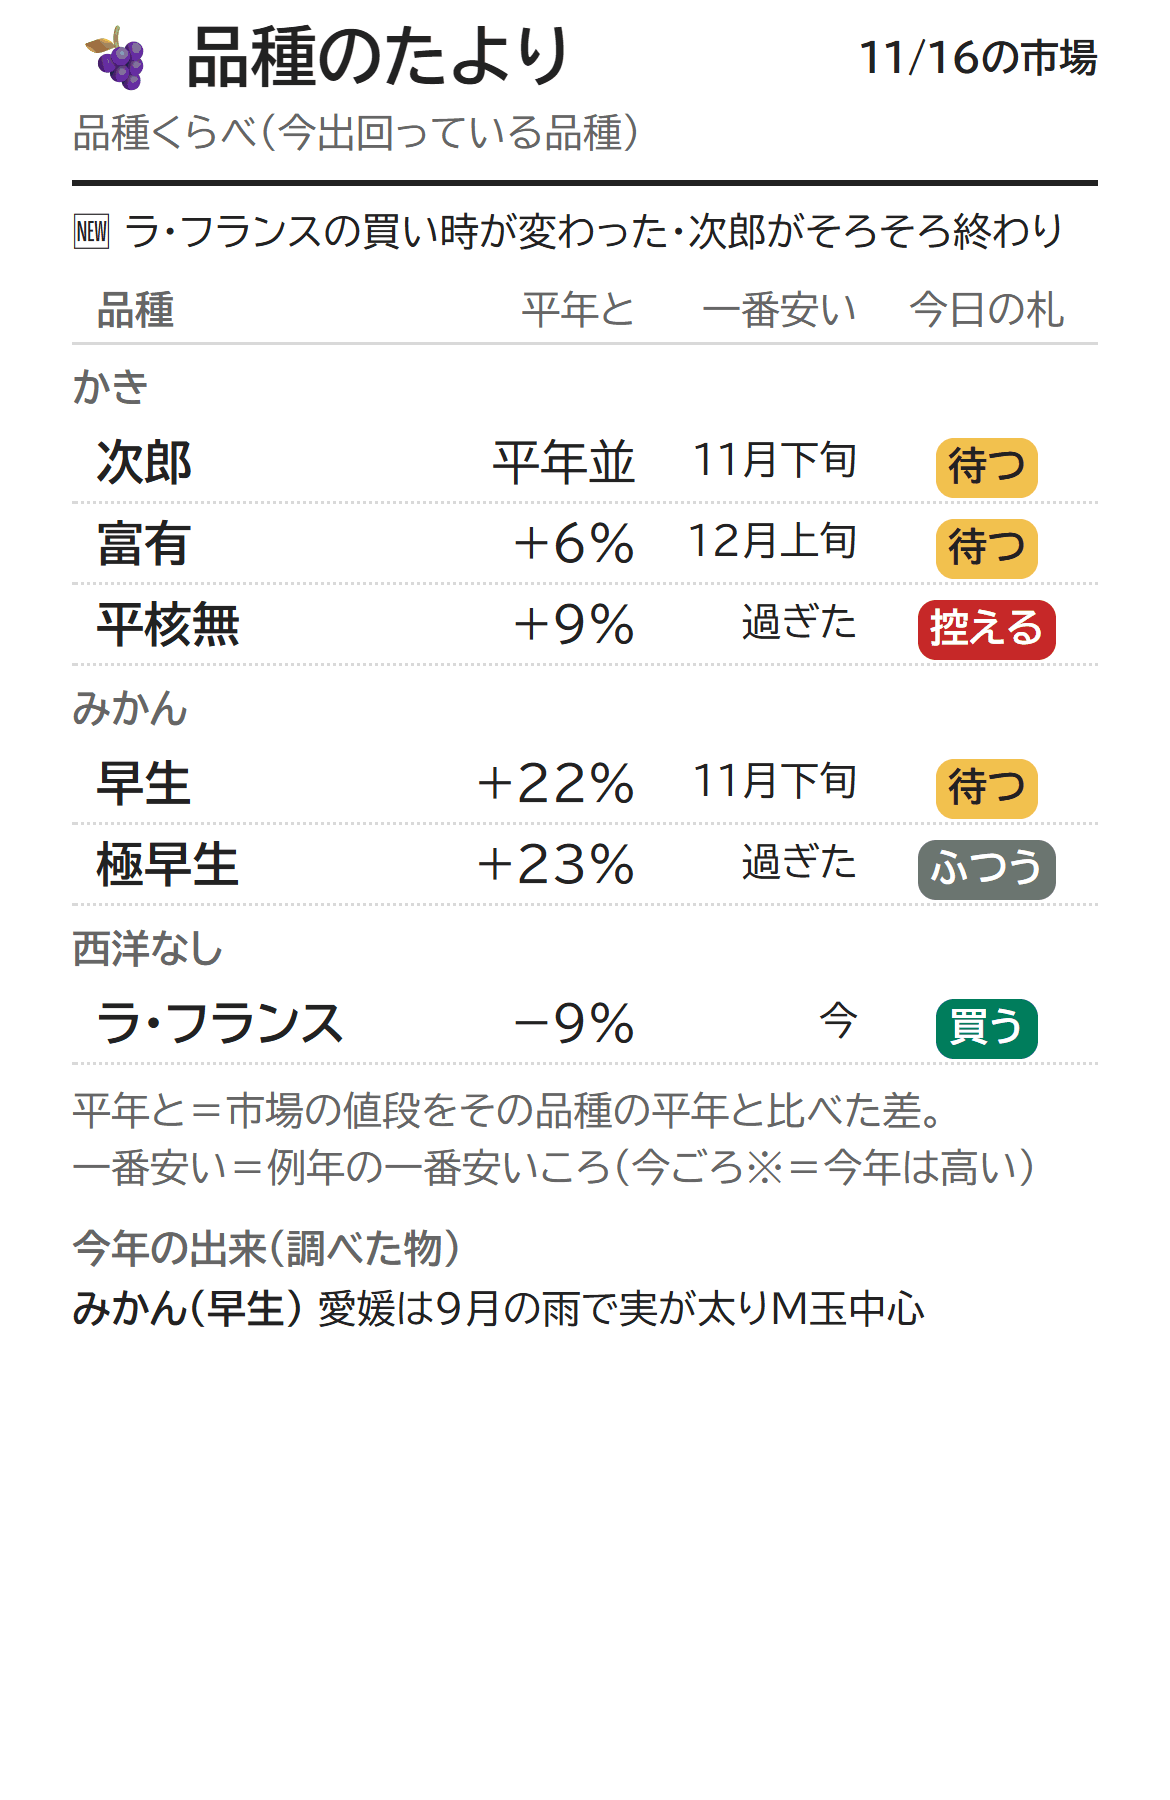 品種のたより 11/16の市場
品種くらべ(今出回っている品種)
🆕 ラ・フランスの買い時が変わった・次郎がそろそろ終わり
品種 平年と 一番安い 今日の札
かき
次郎 平年並 11月下旬 待つ
富有 +6% 12月上旬 待つ
平核無 +9% 過ぎた 控える
みかん
早生 +22% 11月下旬 待つ
極早生 +23% 過ぎた ふつう
西洋なし
ラ・フランス −9% 今 買う
平年と=市場の値段をその品種の平年と比べた差。
一番安い=例年の一番安いころ(今ごろ※=今年は高い)
今年の出来(調べた物)
みかん(早生) 愛媛は9月の雨で実が太りM玉中心